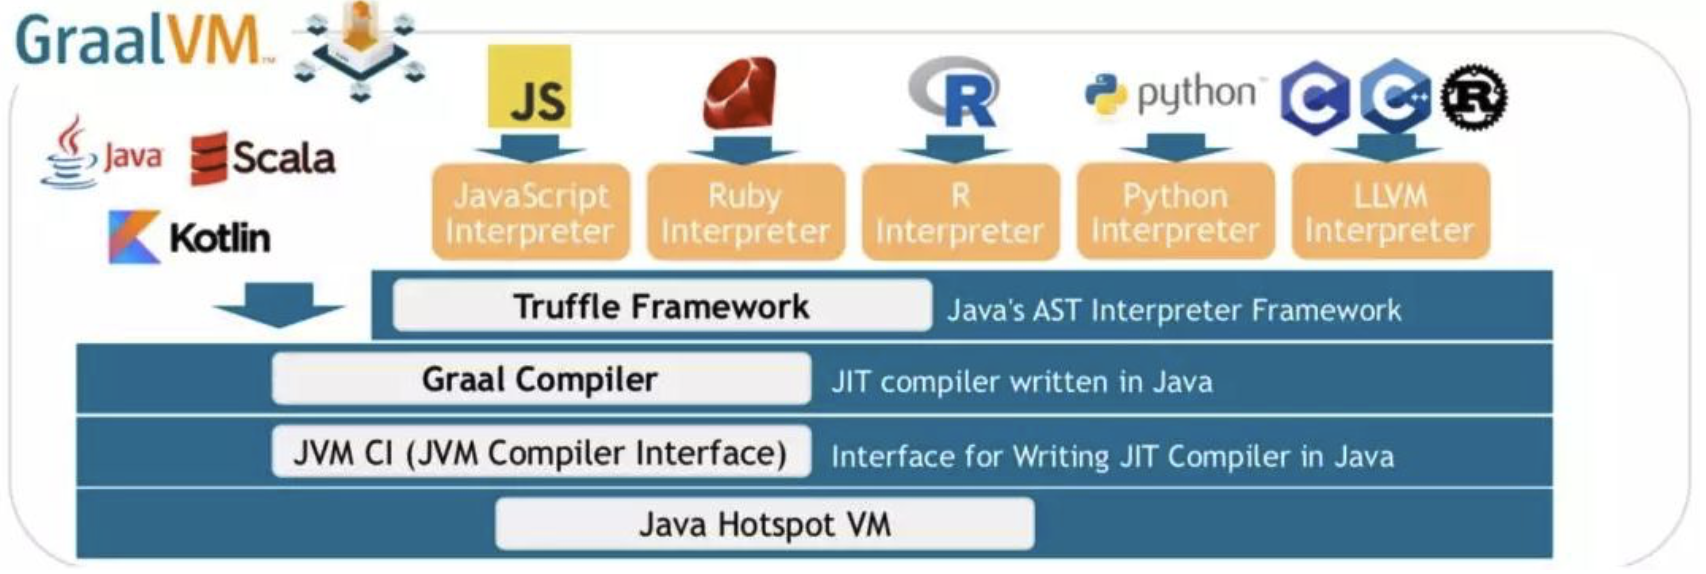 GraalVM™
JS
python™
C
C++
R
R
Java
Scala
Kotlin
JavaScript
Interpreter
Ruby
Interpreter
R
Interpreter
Python
Interpreter
LLVM
Interpreter
Truffle Framework
Java's AST Interpreter Framework
Graal Compiler
JIT compiler written in Java
JVM CI (JVM Compiler Interface)
Interface for Writing JIT Compiler in Java
Java Hotspot VM